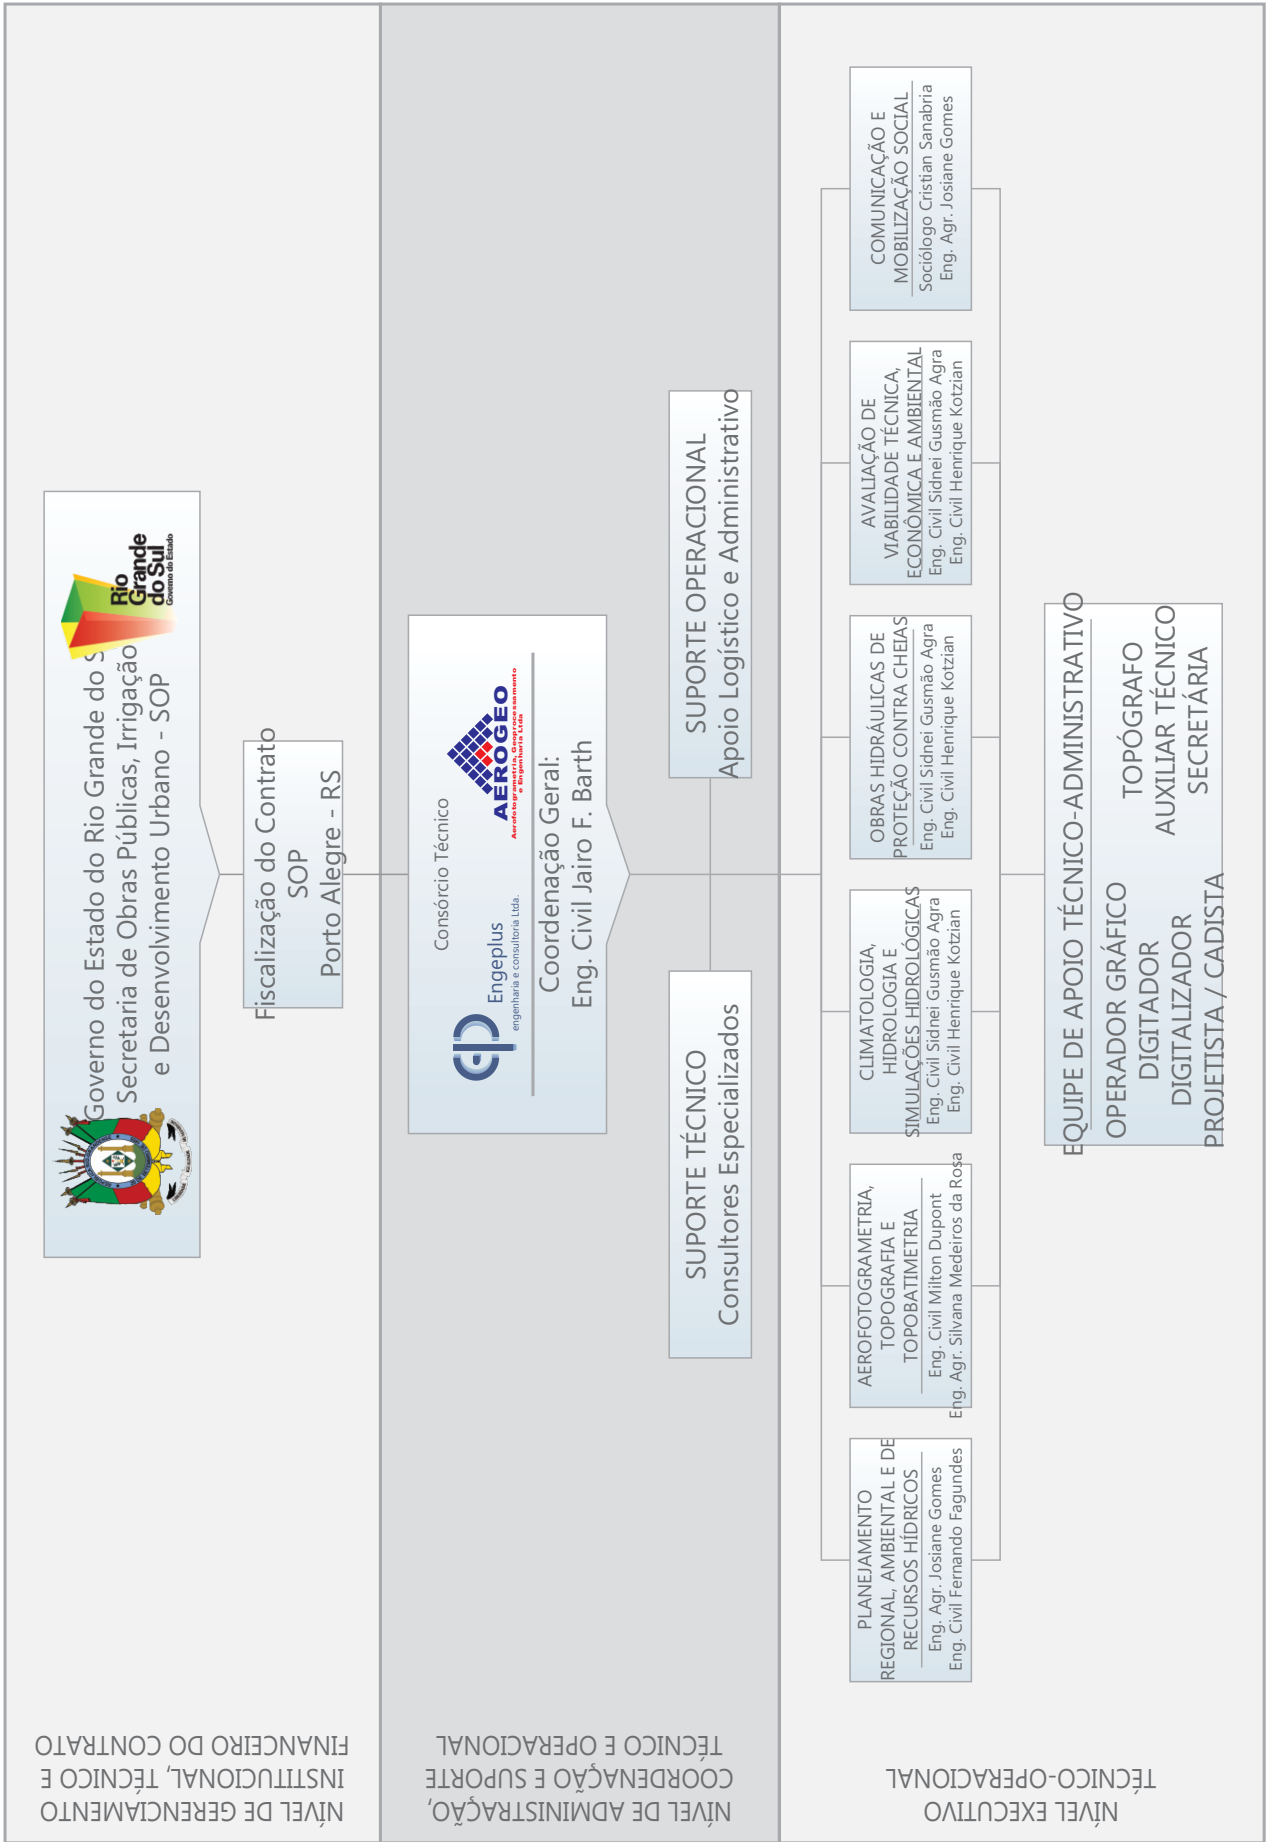 NÍVEL DE GERENCIAMENTO
INSTITUCIONAL, TÉCNICO E
FINANCEIRO DO CONTRATO
Governo do Estado do Rio Grande do S
Secretaria de Obras Públicas, Irrigação
e Desenvolvimento Urbano - SOP
Rio
Grande
do Sul
Governo do Estado
Fiscalização do Contrato
SOP
Porto Alegre - RS
NÍVEL DE ADMINISTRAÇÃO,
COORDENAÇÃO E SUPORTE
TÉCNICO E OPERACIONAL
Consórcio Técnico
Engeplus
engenharia e consultoria Ltda.
AEROGEO
Aerofotogrametria, Geoprocessamento
e Engenharia Ltda
Coordenação Geral:
Eng. Civil Jairo F. Barth
SUPORTE TÉCNICO
Consultores Especializados
SUPORTE OPERACIONAL
Apoio Logístico e Administrativo
NÍVEL EXECUTIVO
TÉCNICO-OPERACIONAL
PLANEJAMENTO
REGIONAL, AMBIENTAL E DE
RECURSOS HÍDRICOS
Eng. Agr. Josiane Gomes
Eng. Civil Fernando Fagundes
AEROFOTOGRAMETRIA,
TOPOGRAFIA E
TOPOBATIMETRIA
Eng. Civil Milton Dupont
Eng. Agr. Silvana Medeiros da Rosa
CLIMATOLOGIA,
HIDROLOGIA E
SIMULAÇÕES HIDROLÓGICAS
Eng. Civil Sidnei Gusmão Agra
Eng. Civil Henrique Kotzian
OBRAS HIDRÁULICAS DE
PROTEÇÃO CONTRA CHEIAS
Eng. Civil Sidnei Gusmão Agra
Eng. Civil Henrique Kotzian
AVALIAÇÃO DE
VIABILIDADE TÉCNICA,
ECONÔMICA E AMBIENTAL
Eng. Civil Sidnei Gusmão Agra
Eng. Civil Henrique Kotzian
COMUNICAÇÃO E
MOBILIZAÇÃO SOCIAL
Sociólogo Cristian Sanabria
Eng. Agr. Josiane Gomes
EQUIPE DE APOIO TÉCNICO-ADMINISTRATIVO
OPERADOR GRÁFICO
DIGITADOR
DIGITALIZADOR
PROJETISTA / CADISTA
TOPÓGRAFO
AUXILIAR TÉCNICO
SECRETÁRIA